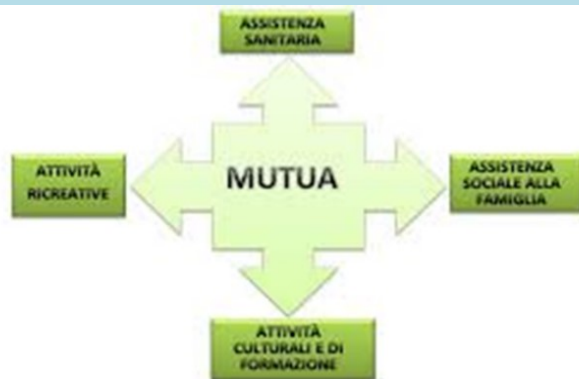 ASSISTENZA
SANITARIA
ATTIVITÀ
RICREATIVE
MUTUA
ASSISTENZA
SOCIALE ALLA
FAMIGLIA
ATTIVITÀ
CULTURALI E DI
FORMAZIONE